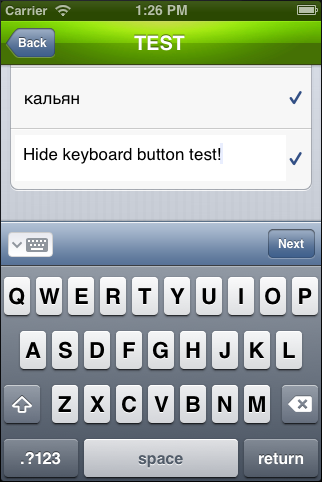 Carrier 1:26 PM
Back TEST
кальян
Hide keyboard button test!
Next
Q W E R T Y U I O P
A S D F G H J K L
Z X C V B N M
.?123 space return